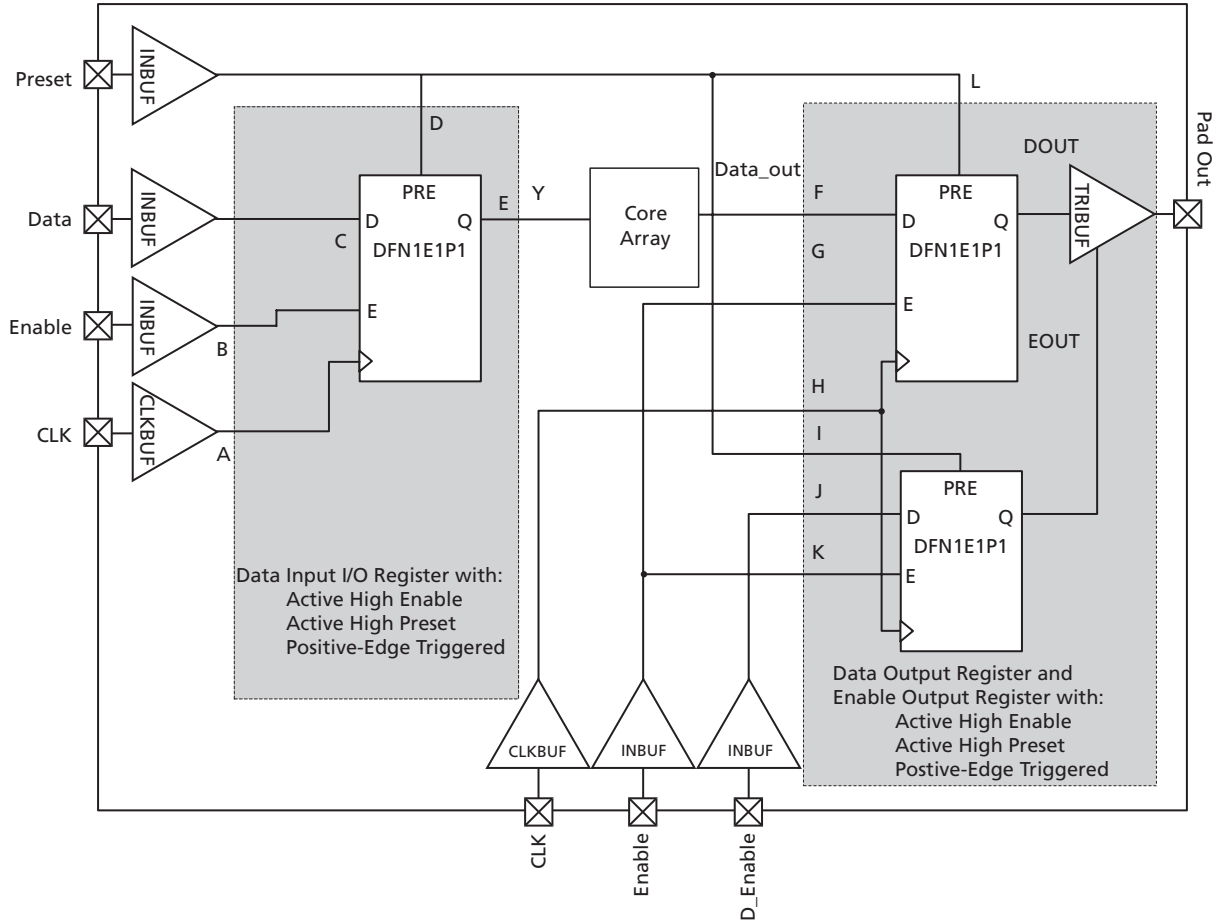 Preset
INBUF
L
D
Pad Out
DOUT
Data
INBUF
C
PRE
D
Q
DFN1E1P1
E
Y
Core
Array
Data_out
F
G
PRE
D
Q
DFN1E1P1
E
TRIBUF
EOUT
Enable
INBUF
B
E
CLK
CLKBUF
A
H
I
J
K
PRE
D
Q
DFN1E1P1
E
Data Input I/O Register with:
Active High Enable
Active High Preset
Positive-Edge Triggered
Data Output Register and
Enable Output Register with:
Active High Enable
Active High Preset
Postive-Edge Triggered
CLKBUF
INBUF
INBUF
CLK
Enable
D_Enable